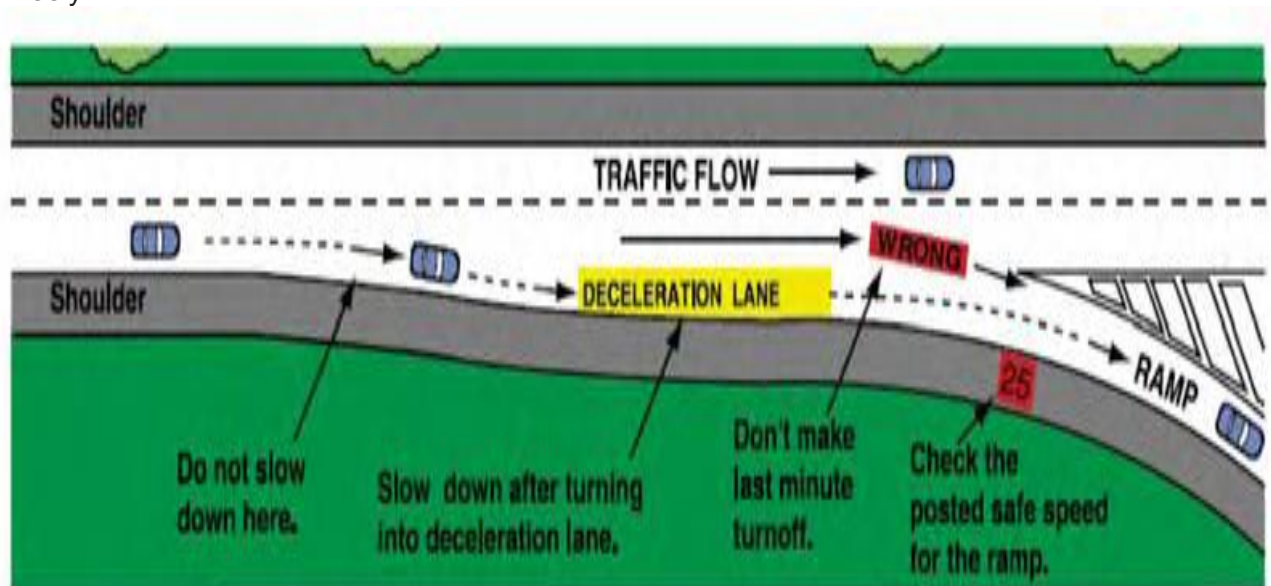 Shoulder
TRAFFIC FLOW
WRONG
Shoulder
DECELERATION LANE
RAMP
25
Do not slow
down here.
Slow down after turning
into deceleration lane.
Don't make
last minute
turnoff.
Check the
posted safe speed
for the ramp.